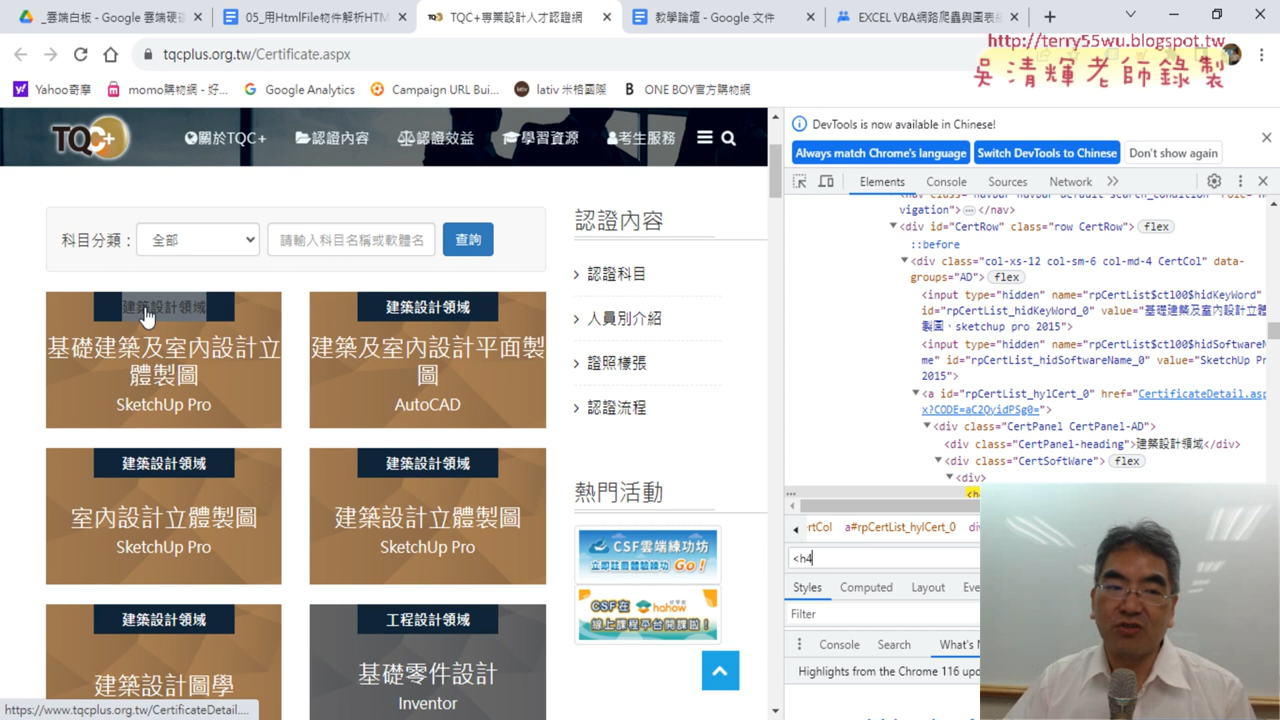 _雲端白板 - Google 雲端硬碟
05_用HtmlFile物件解析HTM
TQC+專業設計人才認證網
教學論壇 - Google 文件
EXCEL VBA網路爬蟲與圖表
tqcplus.org.tw/Certificate.aspx
http://terry55wu.blogspot.tw
吳清輝老師錄製
Yahoo奇摩
momo購物網 - 好...
Google Analytics
Campaign URL Bui...
lativ 米格國際
ONE BOY官方購物網
TQC+
關於TQC+
認證內容
認證效益
學習資源
考生服務
科目分類：
全部
請輸入科目名稱或軟體名
查詢
建築設計領域
基礎建築及室內設計立
體製圖
SketchUp Pro
建築設計領域
建築及室內設計平面製
圖
AutoCAD
建築設計領域
室內設計立體製圖
SketchUp Pro
建築設計領域
建築設計立體製圖
SketchUp Pro
建築設計領域
建築設計圖學
工程設計領域
基礎零件設計
Inventor
認證內容
認證科目
人員別介紹
證照樣張
認證流程
熱門活動
CSF雲端練功坊
立即註冊體驗練功 Go!
CSF在 hahow
線上課程平台開課啦！
https://www.tqcplus.org.tw/CertificateDetail....
DevTools is now available in Chinese!
Always match Chrome's language
Switch DevTools to Chinese
Don't show again
Elements
Console
Sources
Network
vigation">…</nav>
<div id="CertRow" class="row CertRow"> flex
::before
<div class="col-xs-12 col-sm-6 col-md-4 CertCol" data-
groups="AD"> flex
<input type="hidden" name="rpCertList$ctl00$hidKeyWord"
id="rpCertList_hidKeyWord_0" value="基礎建築及室內設計立體
製圖、sketchup pro 2015">
<input type="hidden" name="rpCertList$ctl00$hidSoftwareN
me" id="rpCertList_hidSoftwareName_0" value="SketchUp Pr
2015">
<a id="rpCertList_hylCert_0" href="CertificateDetail.asp
x?CODE=aC2QyidPSg0=">
<div class="CertPanel CertPanel-AD">
<div class="CertPanel-heading">建築設計領域</div>
<div class="CertSoftWare"> flex
<div>
<h
rtCol
a#rpCertList_hylCert_0
<h4
Styles
Computed
Layout
Filter
Console
Search
Highlights from the Chrome 116